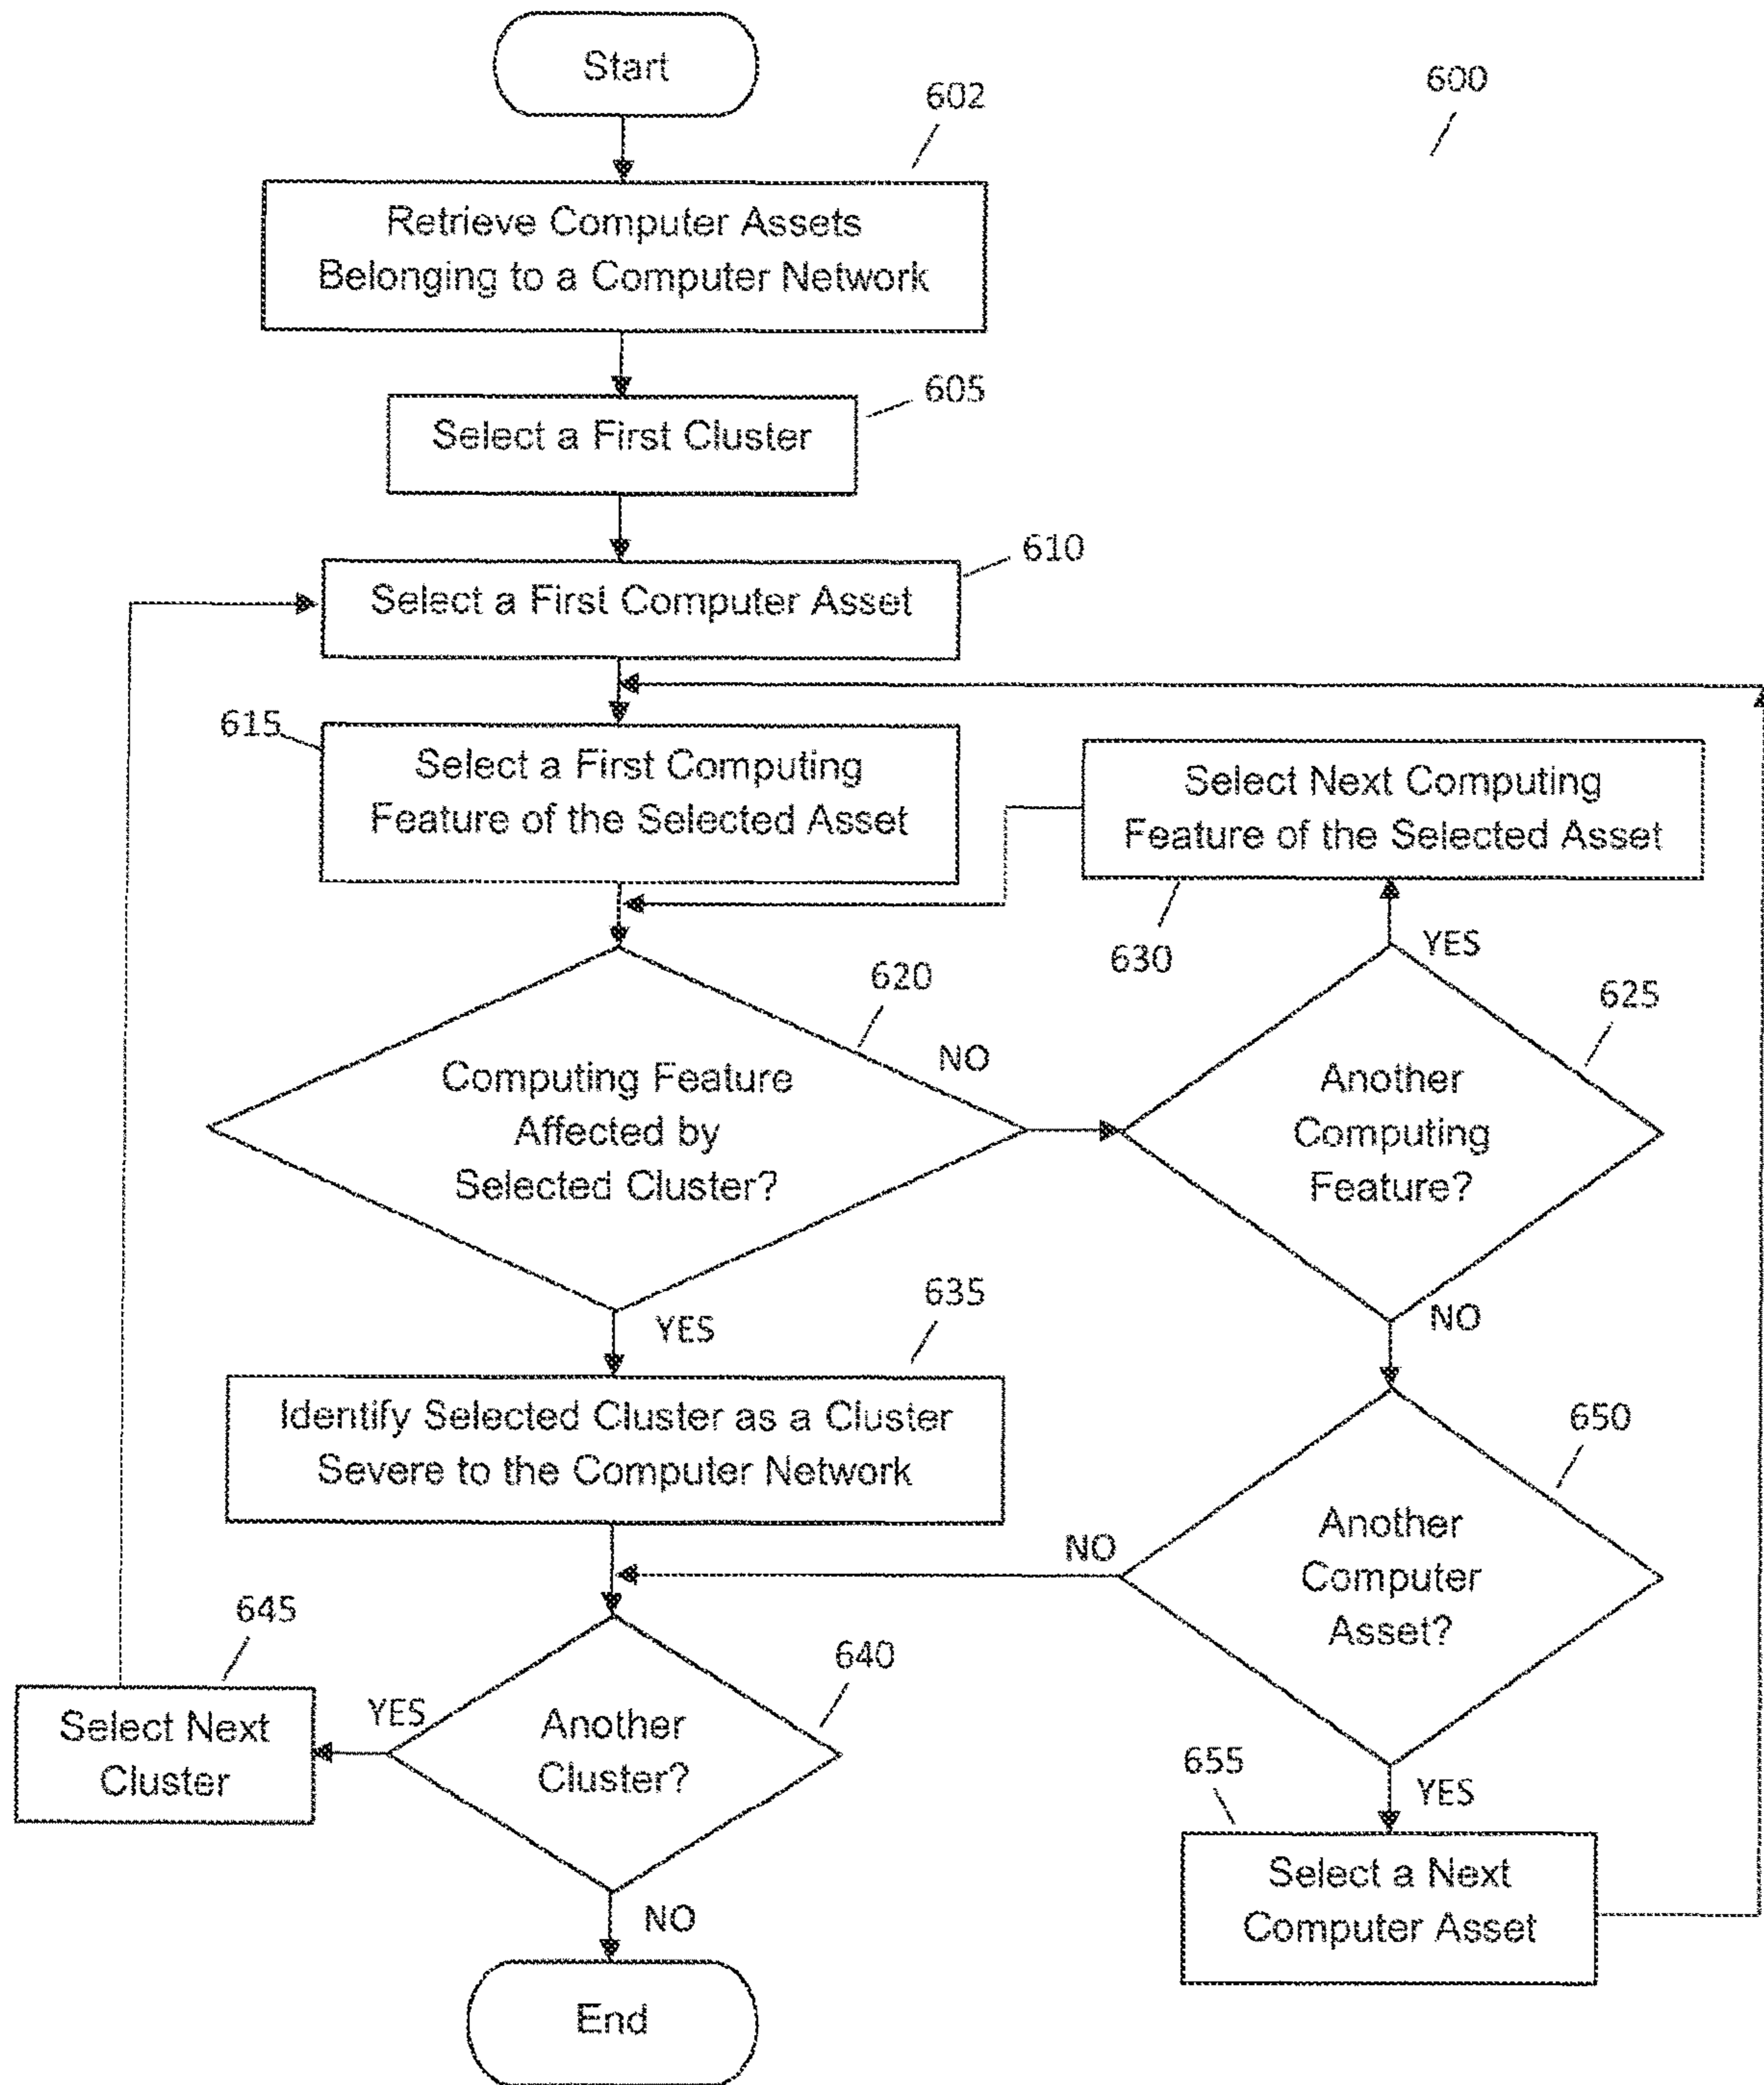 Start
600
602
Retrieve Computer Assets
Belonging to a Computer Network
605
Select a First Cluster
610
Select a First Computer Asset
615
Select a First Computing
Feature of the Selected Asset
Select Next Computing
Feature of the Selected Asset
630
YES
620
625
NO
Computing Feature
Affected by
Selected Cluster?
Another
Computing
Feature?
YES
NO
635
Identify Selected Cluster as a Cluster
Severe to the Computer Network
650
Another
Computer
Asset?
NO
645
640
Select Next
Cluster
YES
Another
Cluster?
655
YES
Select a Next
Computer Asset
NO
End